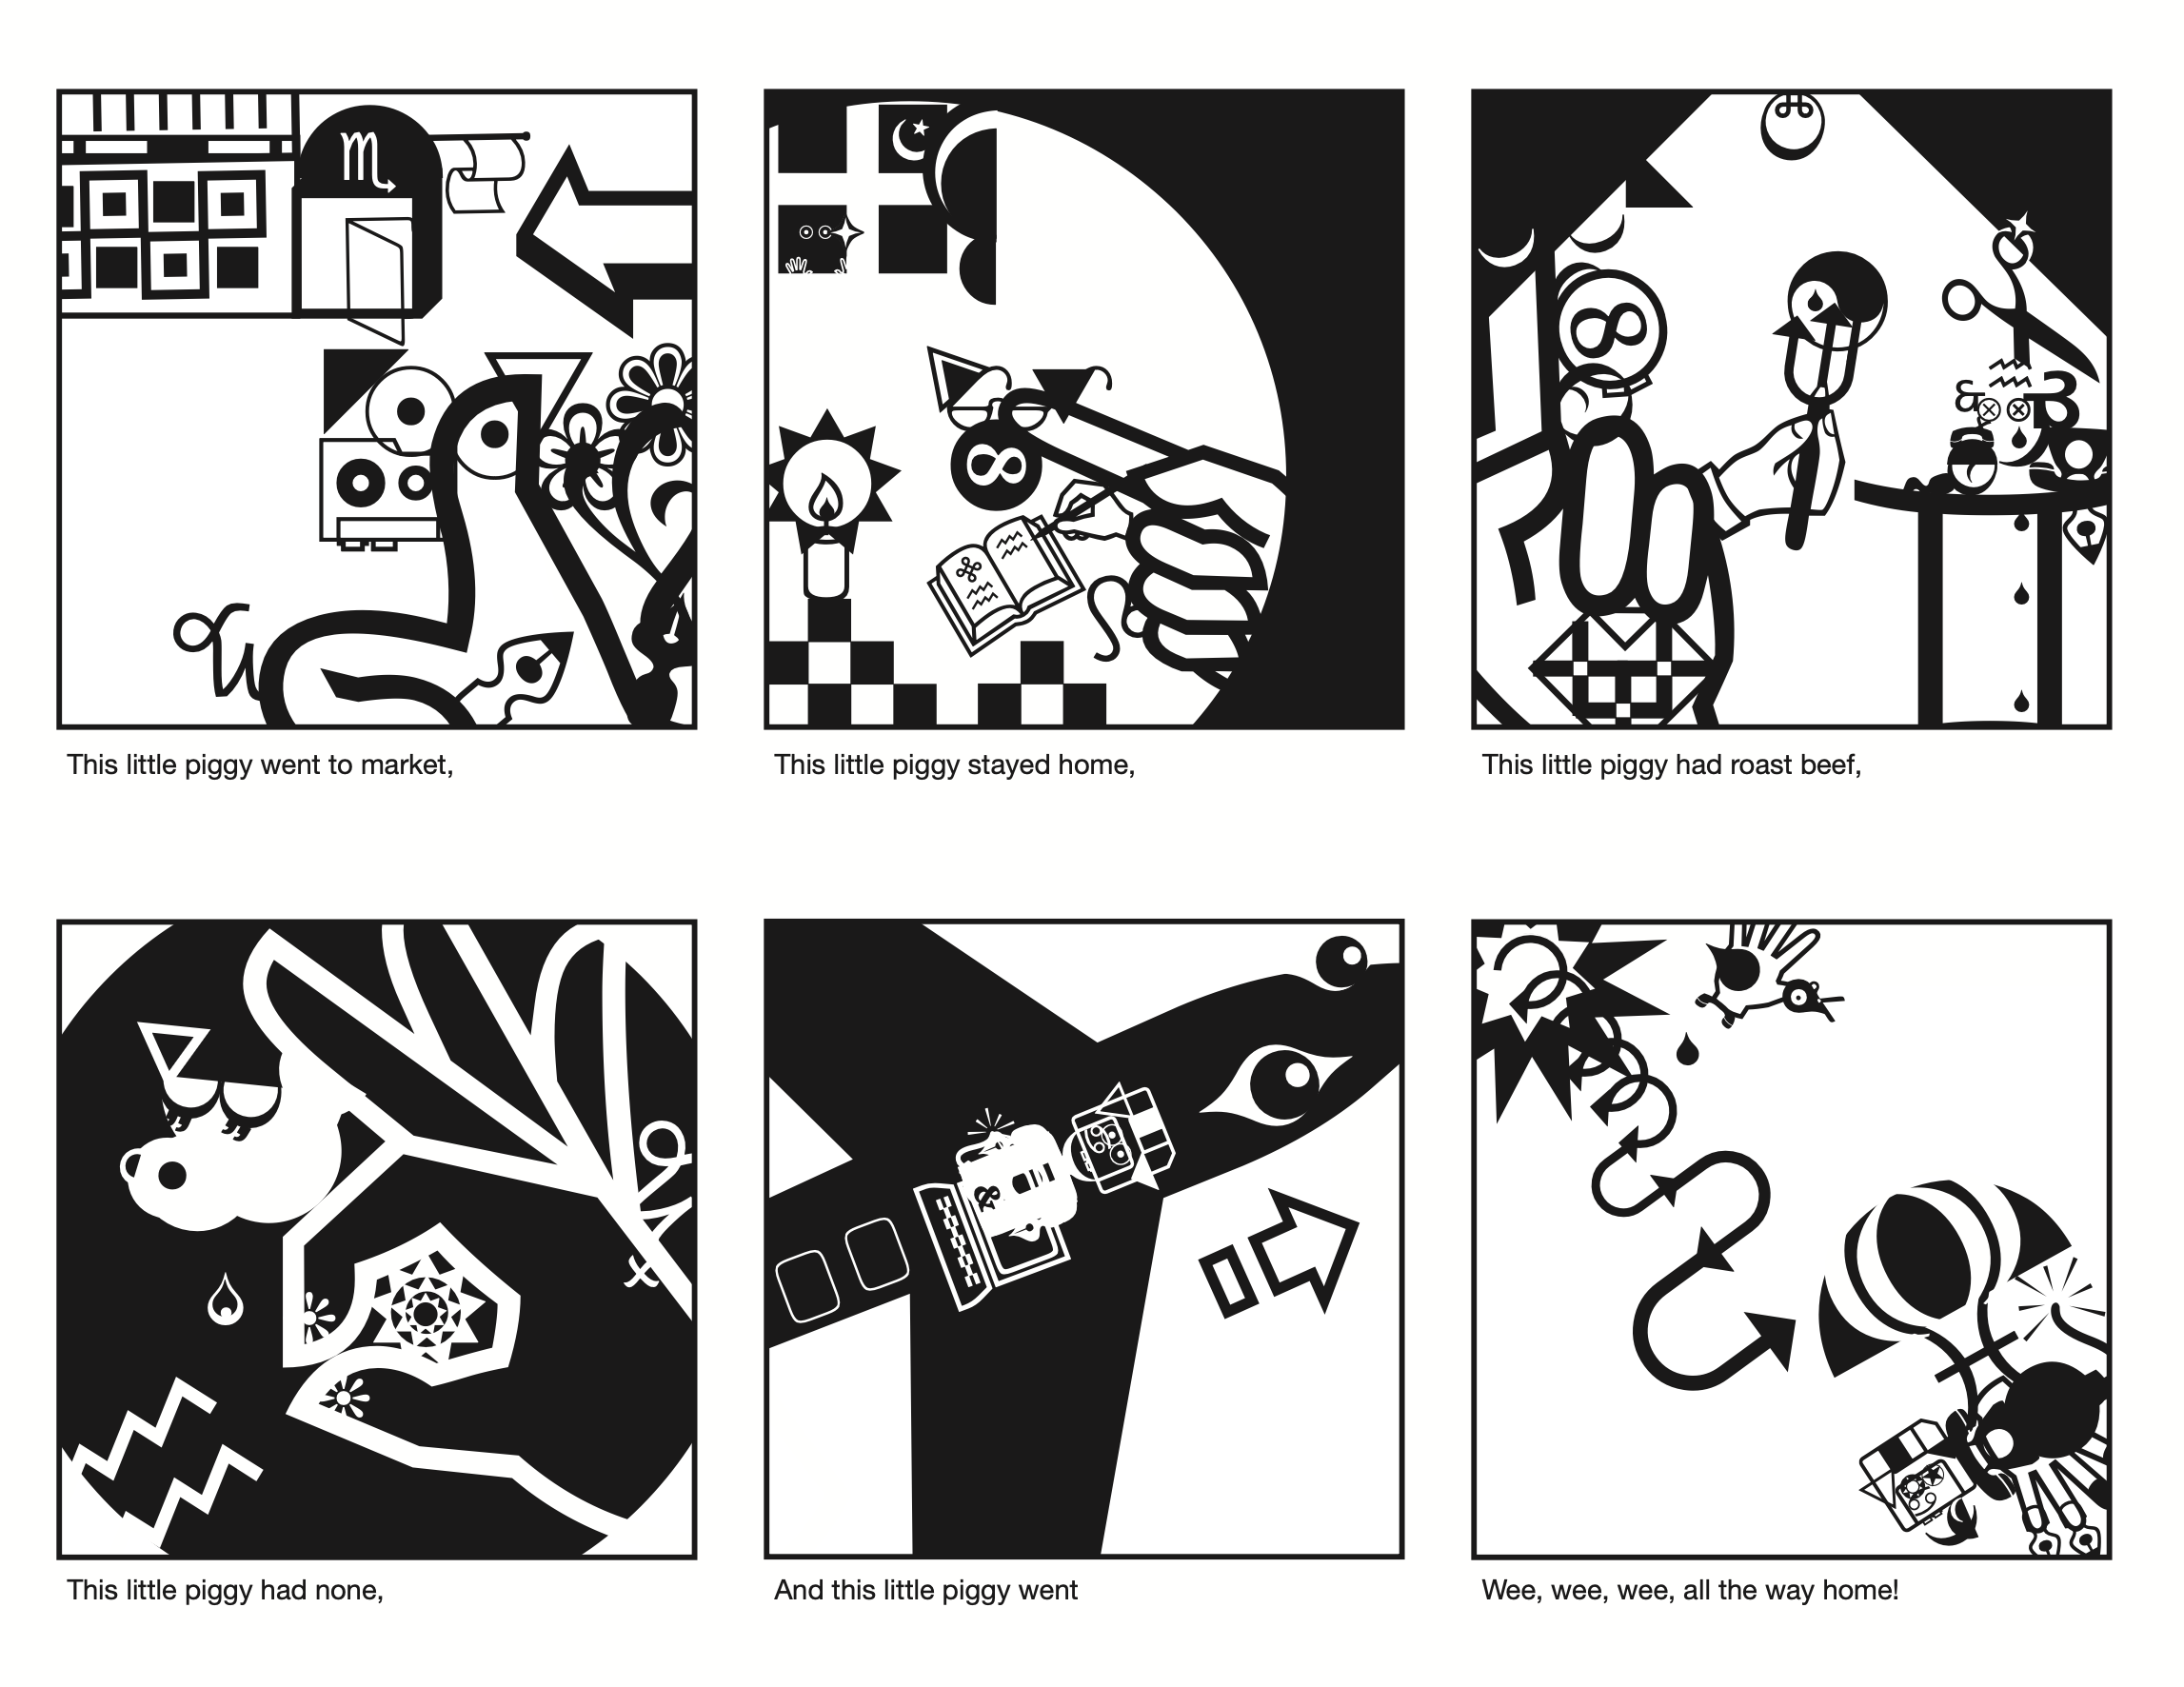 This little piggy went to market,
This little piggy stayed home,
This little piggy had roast beef,
This little piggy had none,
And this little piggy went
Wee, wee, wee, all the way home!